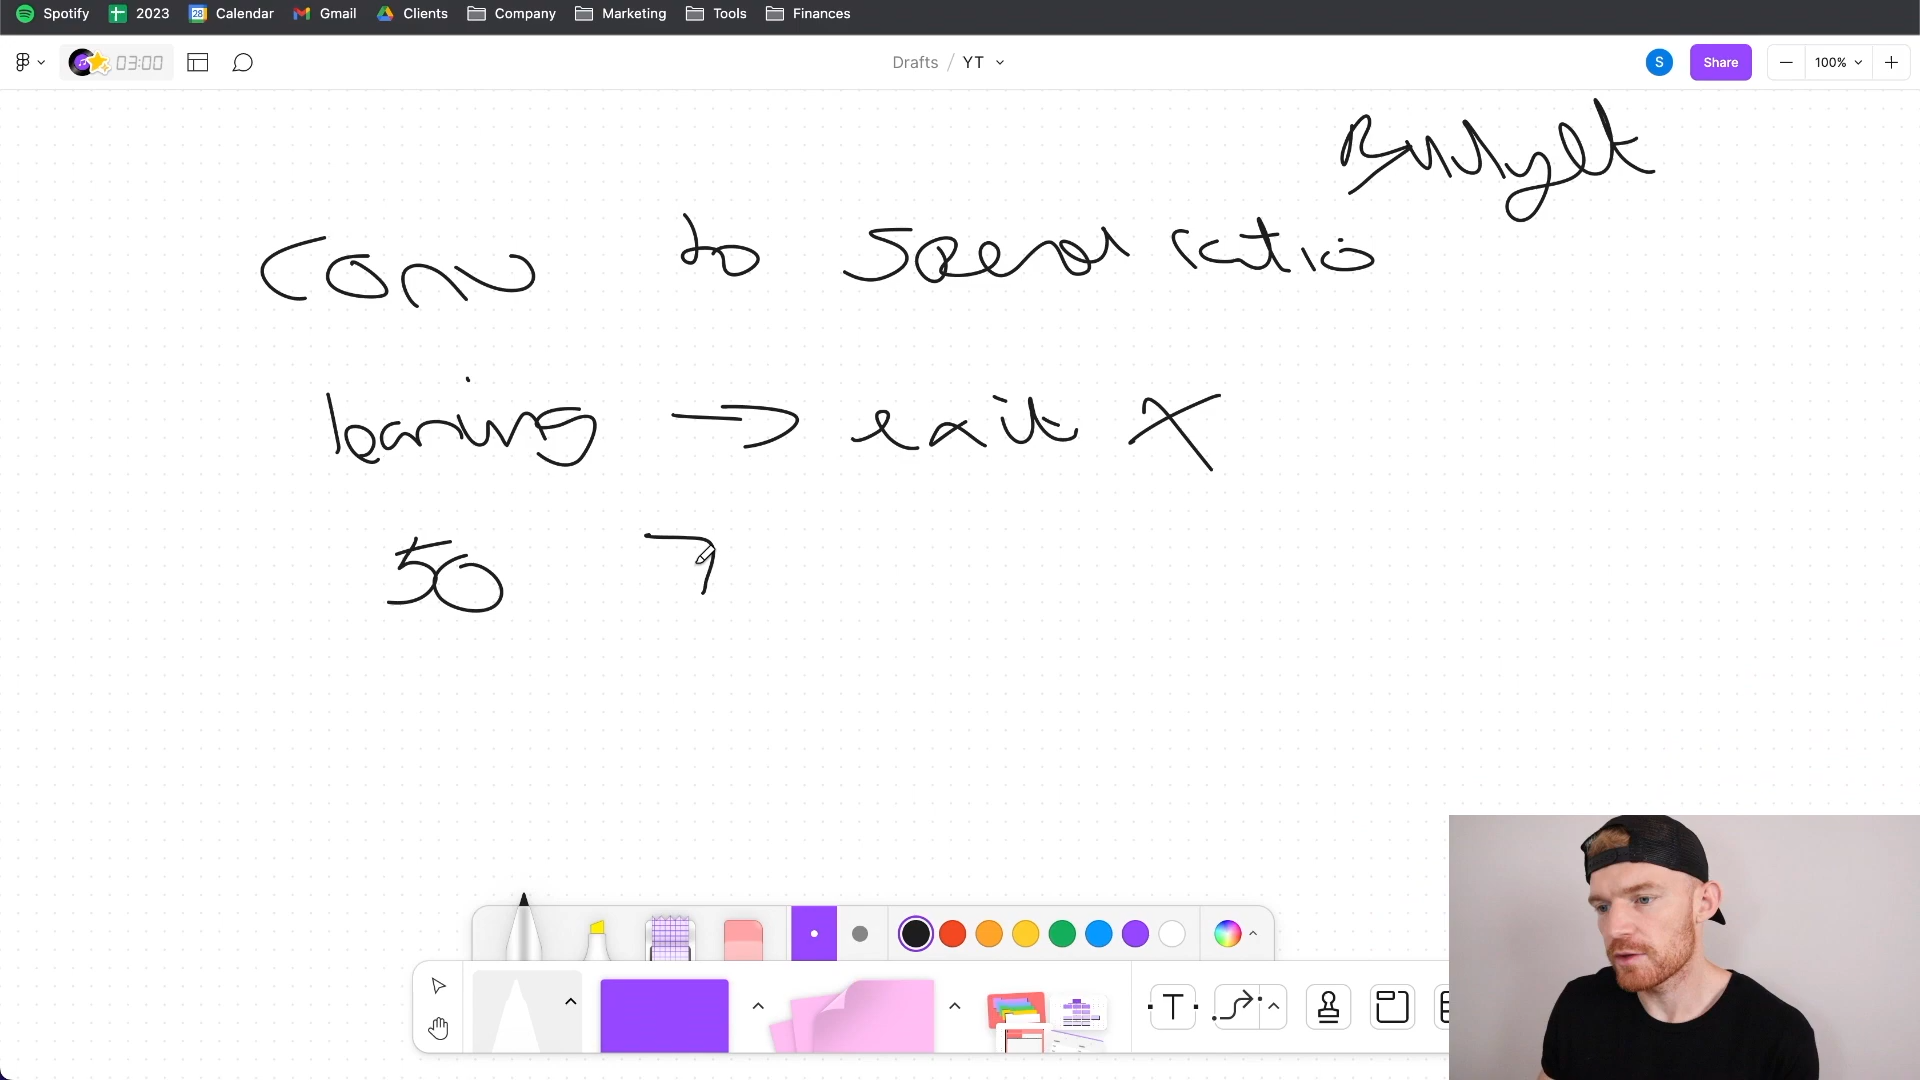 Spotify 2023 Calendar Gmail Clients Company Marketing Tools Finances
28
03:00 Drafts / YT S Share 100%
Budget
Conv to Spend ratio
learning → exit X
50 7
T